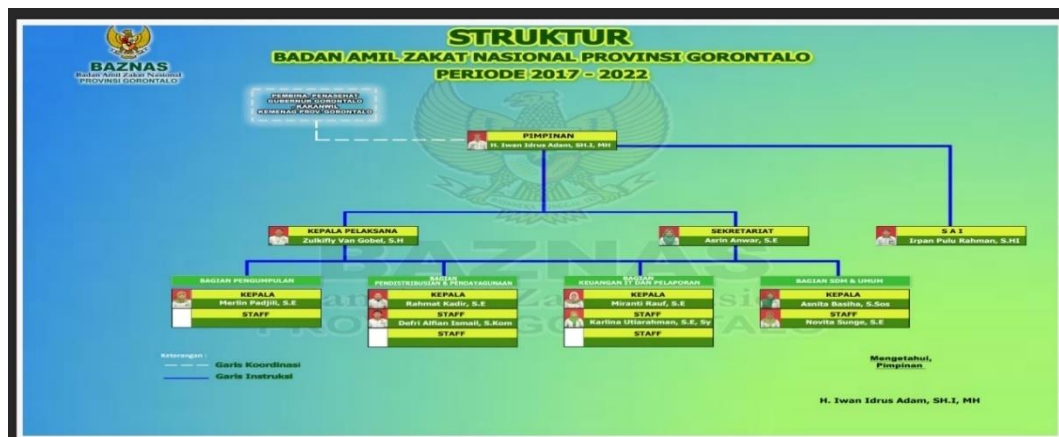 BAZNAS
Badan Amil Zakat Nasional
PROVINSI GORONTALO
STRUKTUR
BADAN AMIL ZAKAT NASIONAL PROVINSI GORONTALO
PERIODE 2017 - 2022
PEMBINA PENASEHAT
GUBERNUR GORONTALO
KAKANWIL
KEMENAG PROV. GORONTALO
PIMPINAN
H. Iwan Idrus Adam, SH.I, MH
KEPALA PELAKSANA
Zulkifly Van Gobel, S.H
SEKRETARIAT
Asrin Anwar, S.E
S A I
Irpan Pulu Rahman, S.HI
BAGIAN PENGUMPULAN
KEPALA
Merlin Padjili, S.E
STAFF
BAGIAN
PENDISTRIBUSIAN & PENDAYAGUNAAN
KEPALA
Rahmat Kadir, S.E
STAFF
Defri Alfian Ismail, S.Kom
STAFF
BAGIAN
KEUANGAN IT DAN PELAPORAN
KEPALA
Miranti Rauf, S.E
STAFF
Karlina Utiarahman, S.E, Sy
STAFF
BAGIAN SDM & UMUM
KEPALA
Asnita Basiha, S.Sos
STAFF
Novita Sunge, S.E
BAZNAS
Keterangan :
Garis Koordinasi
Garis Instruksi
Mengetahui,
Pimpinan
H. Iwan Idrus Adam, SH.I, MH